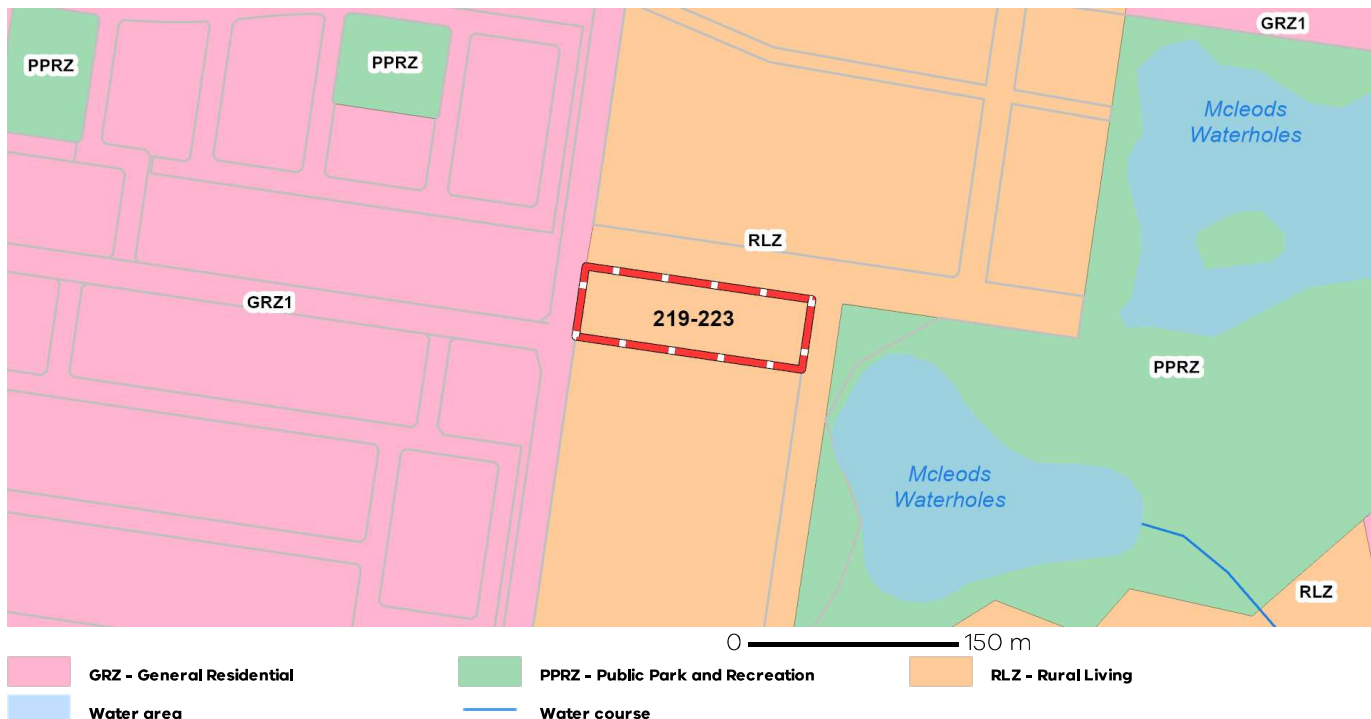 GRZ1
PPRZ
PPRZ
Mcleods
Waterholes
RLZ
GRZ1
219-223
PPRZ
Mcleods
Waterholes
RLZ
0 150 m
GRZ - General Residential
PPRZ - Public Park and Recreation
RLZ - Rural Living
Water area
Water course